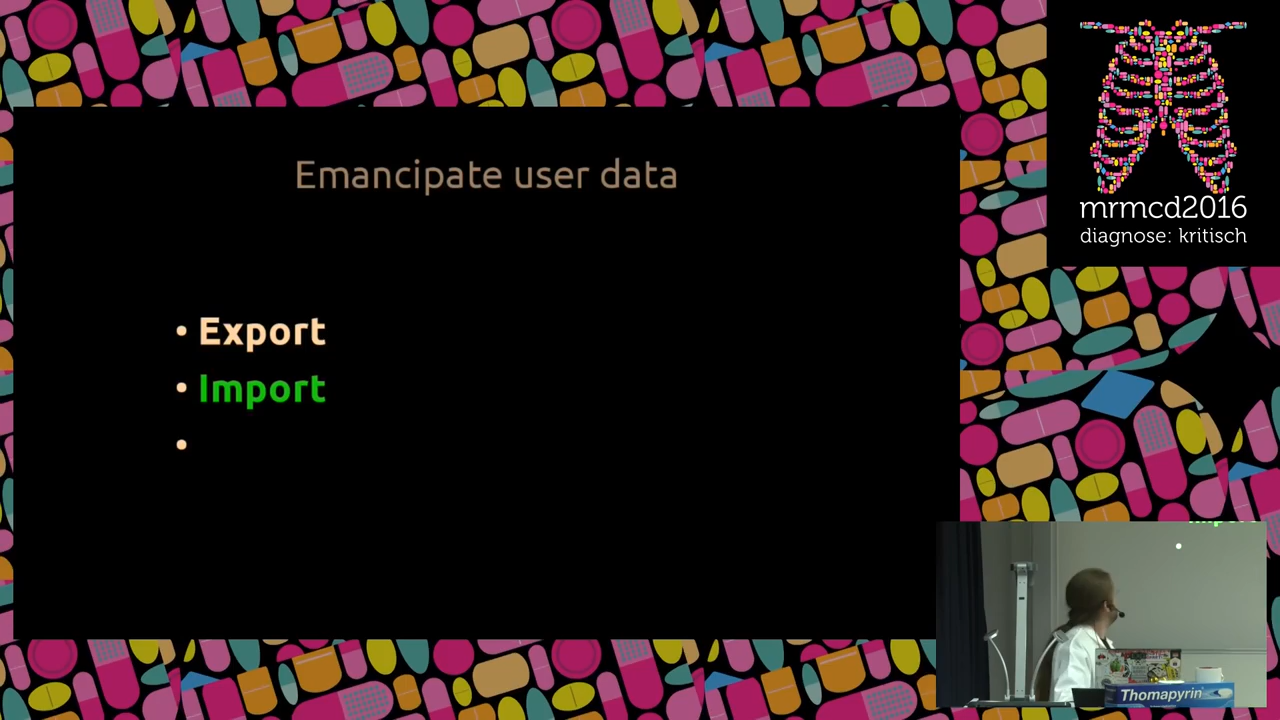 Emancipate user data
• Export
• Import
•
mrmcd2016
diagnose: kritisch
Thomapyrin